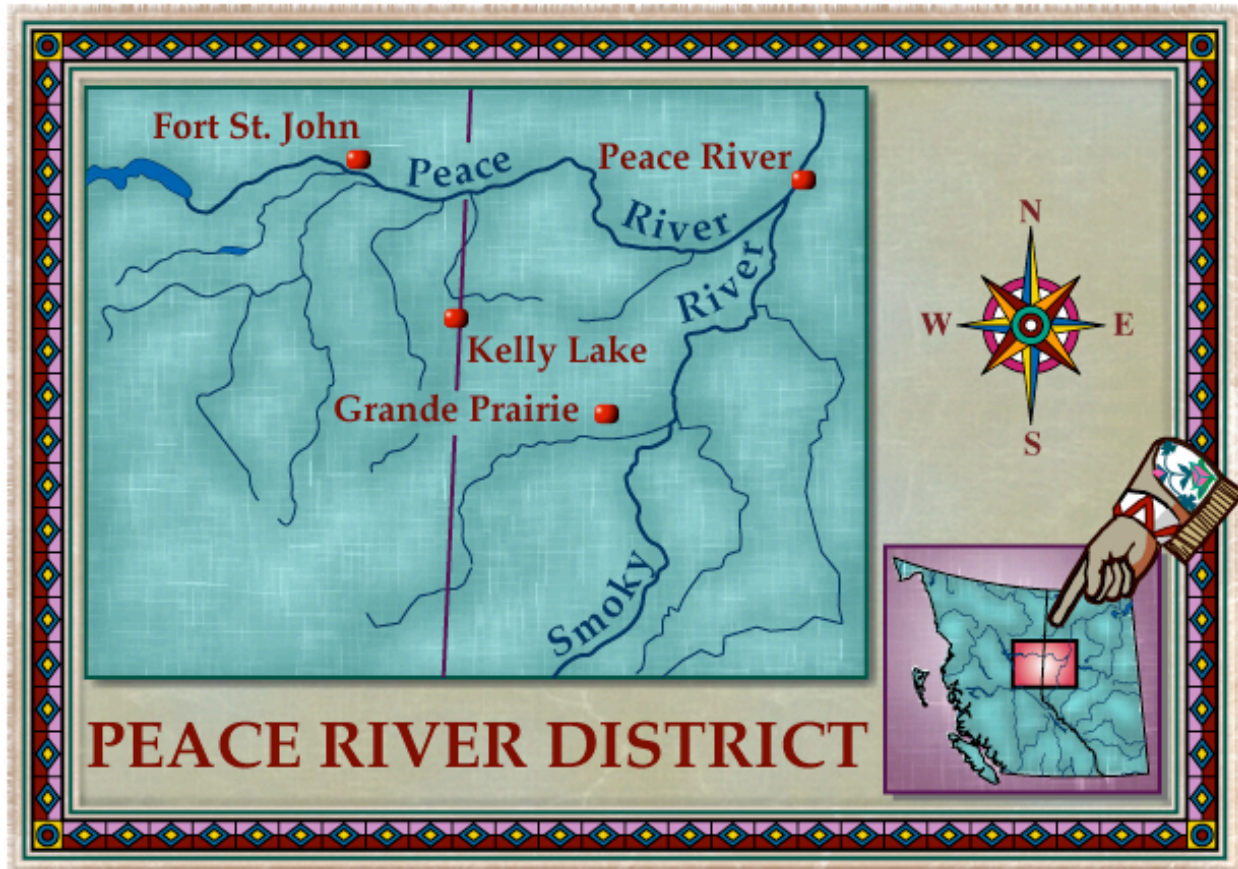 Fort St. John
Peace
Peace River
River
River
Kelly Lake
Grande Prairie
Smoky
N
W
E
S
PEACE RIVER DISTRICT